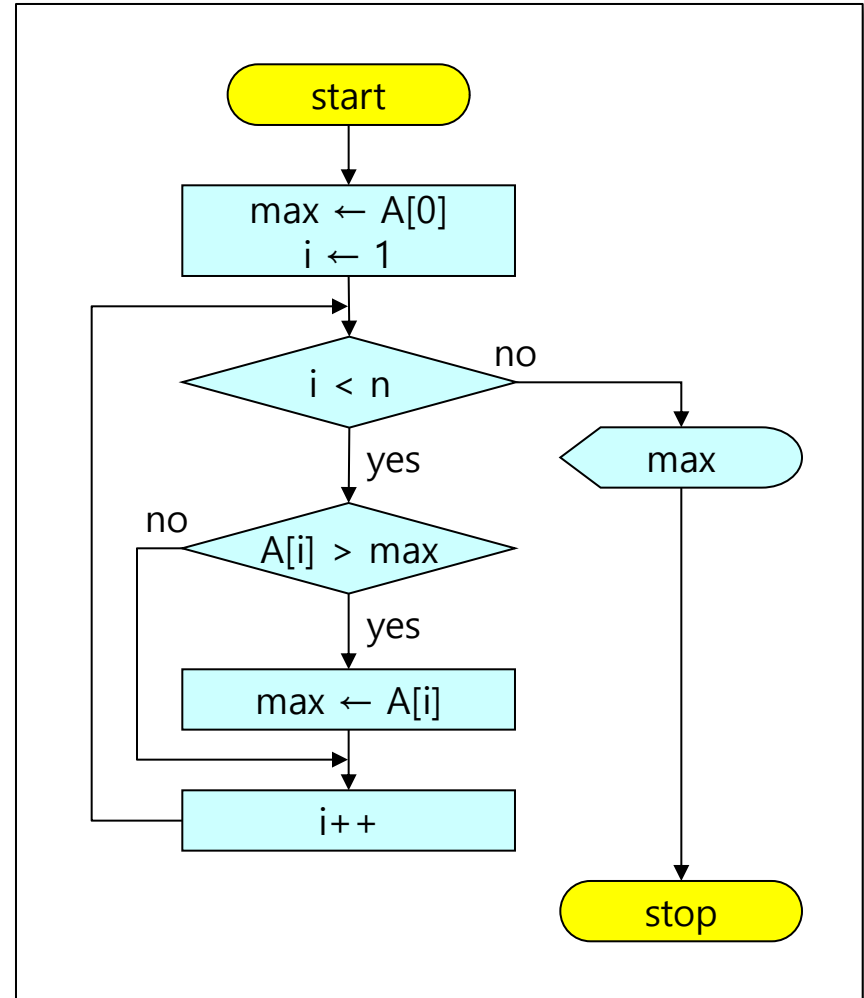 start
max ← A[0]
i ← 1
i < n
no
yes
max
no
A[i] > max
yes
max ← A[i]
i++
stop